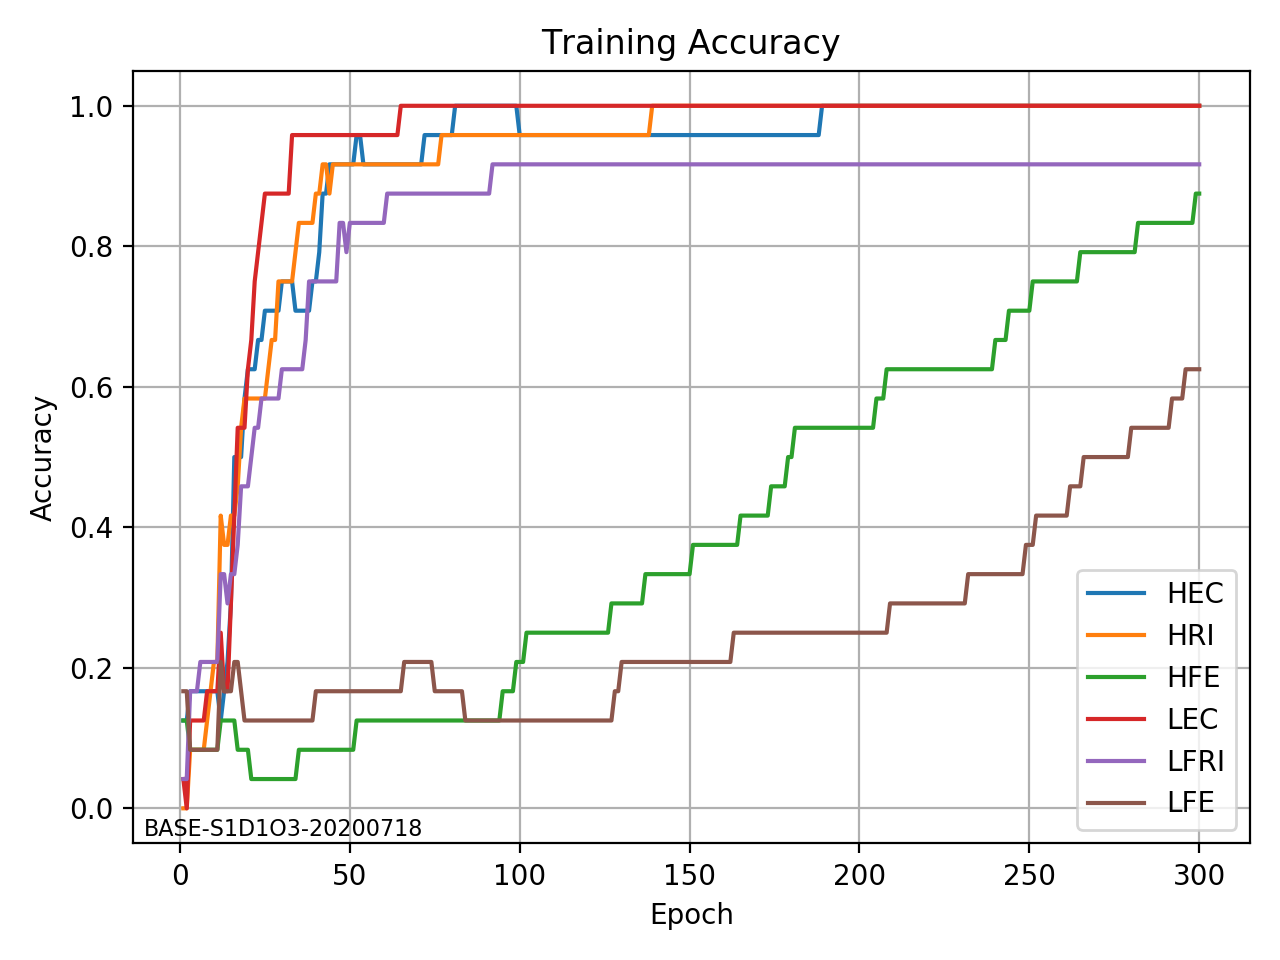 Training Accuracy
1.0
0.8
0.6
0.4
0.2
0.0
Accuracy
HEC
HRI
HFE
LEC
LFRI
LFE
BASE-S1D1O3-20200718
0 50 100 150 200 250 300
Epoch